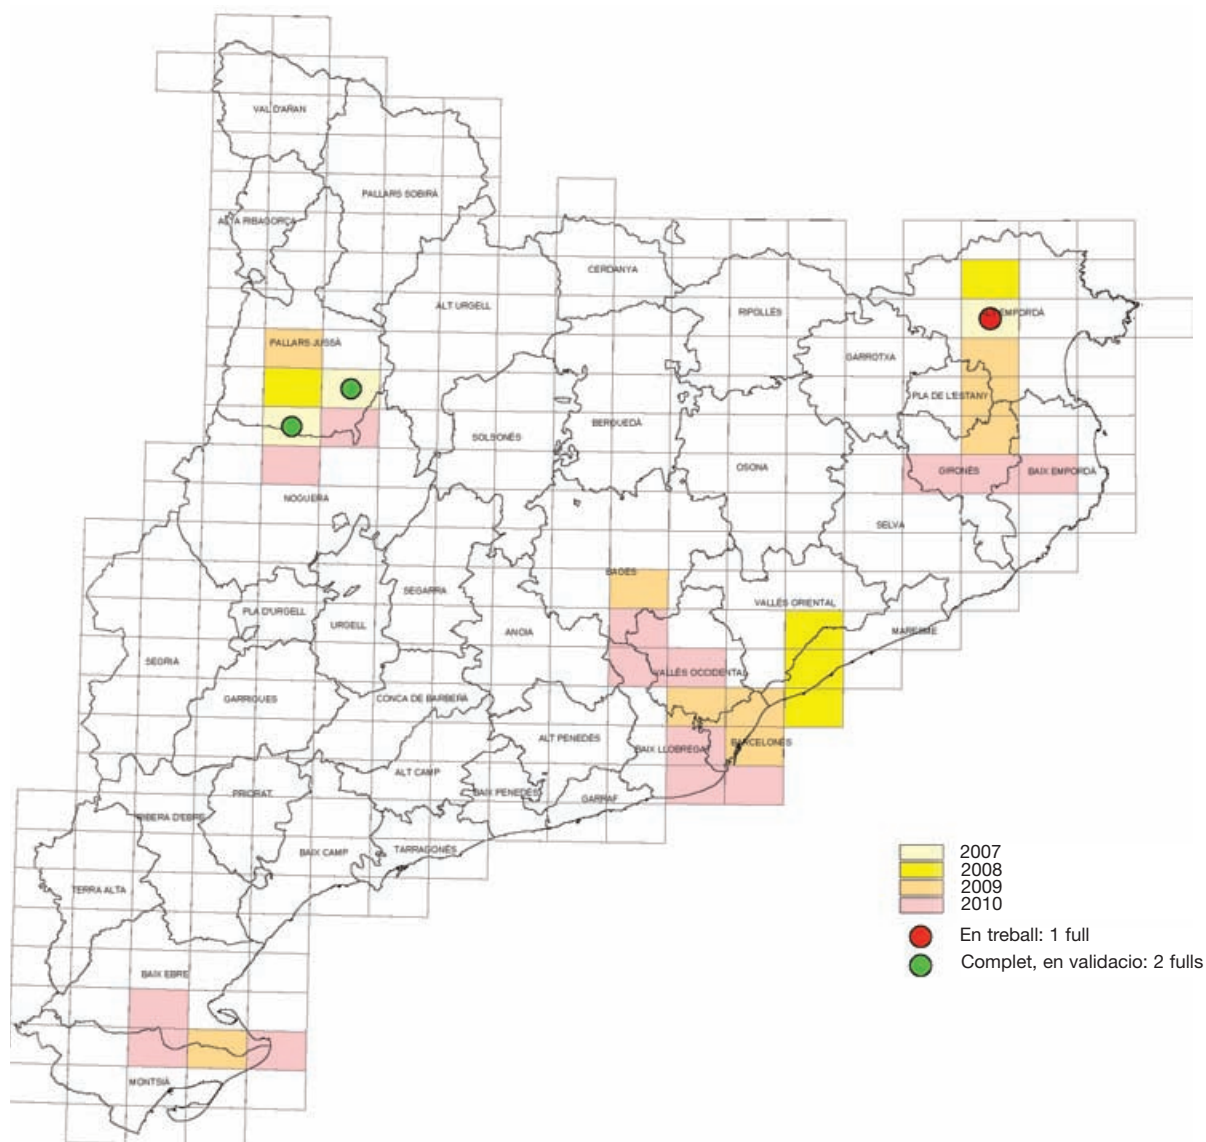 VAL D'ARAN
PALLARS SOBIRÀ
ALTA RIBAGORÇA
CERDANYA
ALT URGELL
RIPOLLÈS
EMPORDÀ
PALLARS JUSSÀ
GARROTXA
PLA DE L'ESTANY
BERGUEDÀ
SOLSONÈS
OSONA
GIRONÈS
BAIX EMPORDÀ
NOGUERA
SELVA
BAGES
SEGARRA
VALLÈS ORIENTAL
PLA D'URGELL
URGELL
ANOIA
MARESME
SEGRIÀ
VALLÈS OCCIDENTAL
GARRIGUES
CONCA DE BARBERÀ
ALT PENEDÈS
BAIX LLOBREGAT
BARCELONÈS
ALT CAMP
PRIORAT
BAIX PENEDÈS
GARRAF
RIBERA D'EBRE
BAIX CAMP
TARRAGONÈS
TERRA ALTA
BAIX EBRE
MONTSIÀ
2007
2008
2009
2010
En treball: 1 full
Complet, en validacio: 2 fulls